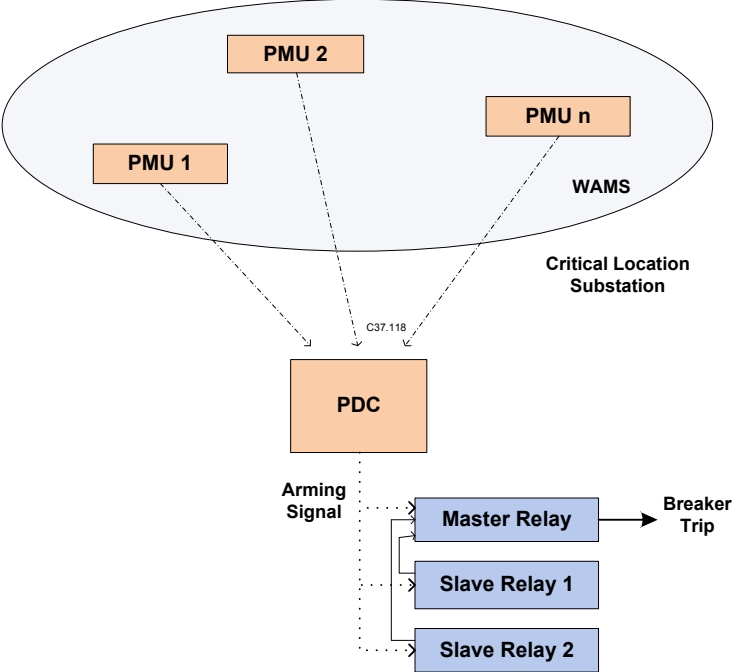 PMU 2
PMU n
PMU 1
WAMS
Critical Location
Substation
C37.118
PDC
Arming
Signal
Master Relay
Breaker
Trip
Slave Relay 1
Slave Relay 2